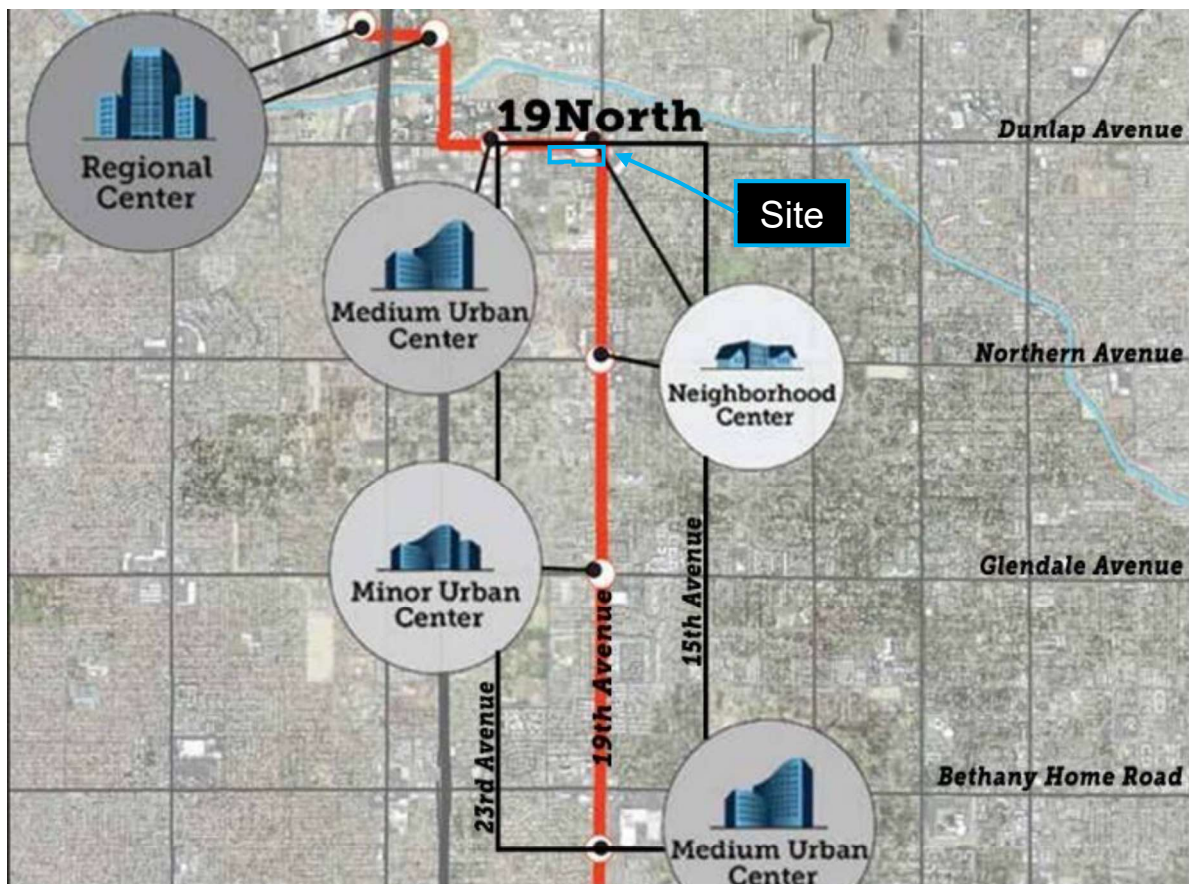 19North
Dunlap Avenue
Regional
Center
Site
Medium Urban
Center
Northern Avenue
Neighborhood
Center
Glendale Avenue
Minor Urban
Center
15th Avenue
19th Avenue
23rd Avenue
Bethany Home Road
Medium Urban
Center